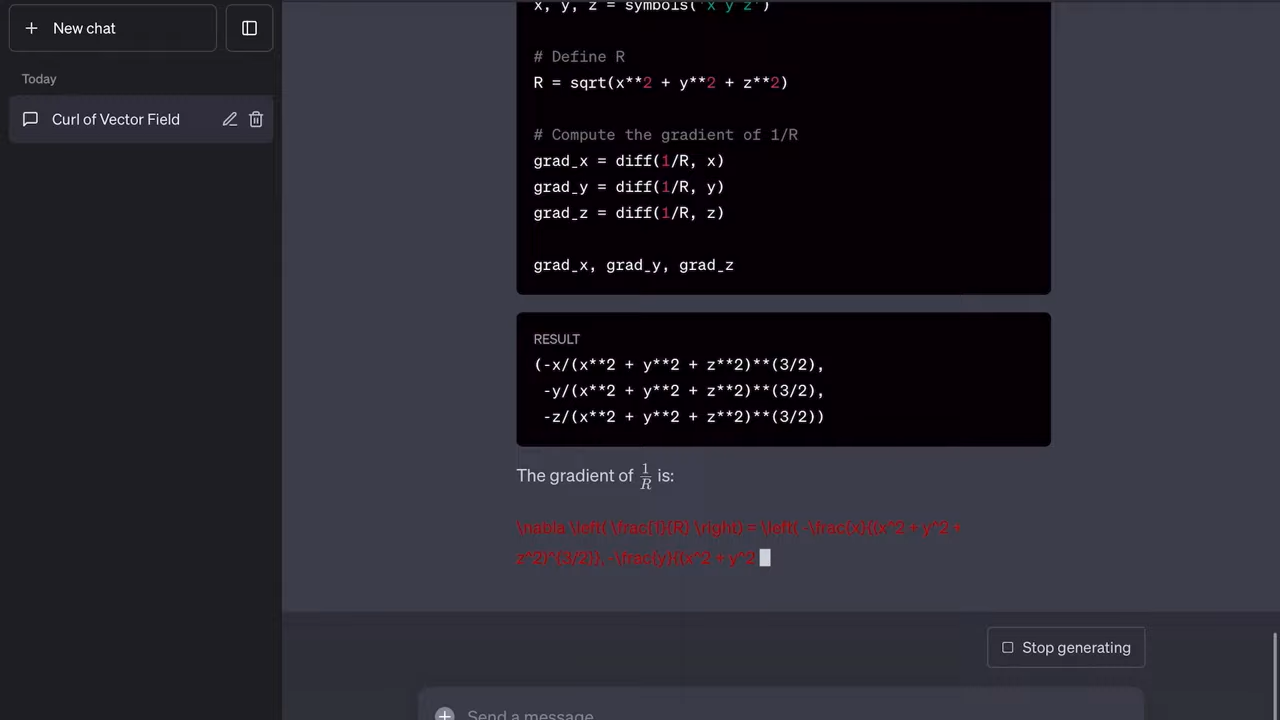 New chat
Today
Curl of Vector Field
x, y, z = symbols('x y z')
# Define R
R = sqrt(x**2 + y**2 + z**2)
# Compute the gradient of 1/R
grad_x = diff(1/R, x)
grad_y = diff(1/R, y)
grad_z = diff(1/R, z)
grad_x, grad_y, grad_z
RESULT
(-x/(x**2 + y**2 + z**2)**(3/2),
-y/(x**2 + y**2 + z**2)**(3/2),
-z/(x**2 + y**2 + z**2)**(3/2))
The gradient of 1/R is:
\nabla \left( \frac{1}{R} \right) = \left( -\frac{x}{(x^2 + y^2 +
z^2)^{3/2}}, -\frac{y}{(x^2 + y^2
Stop generating
Send a message